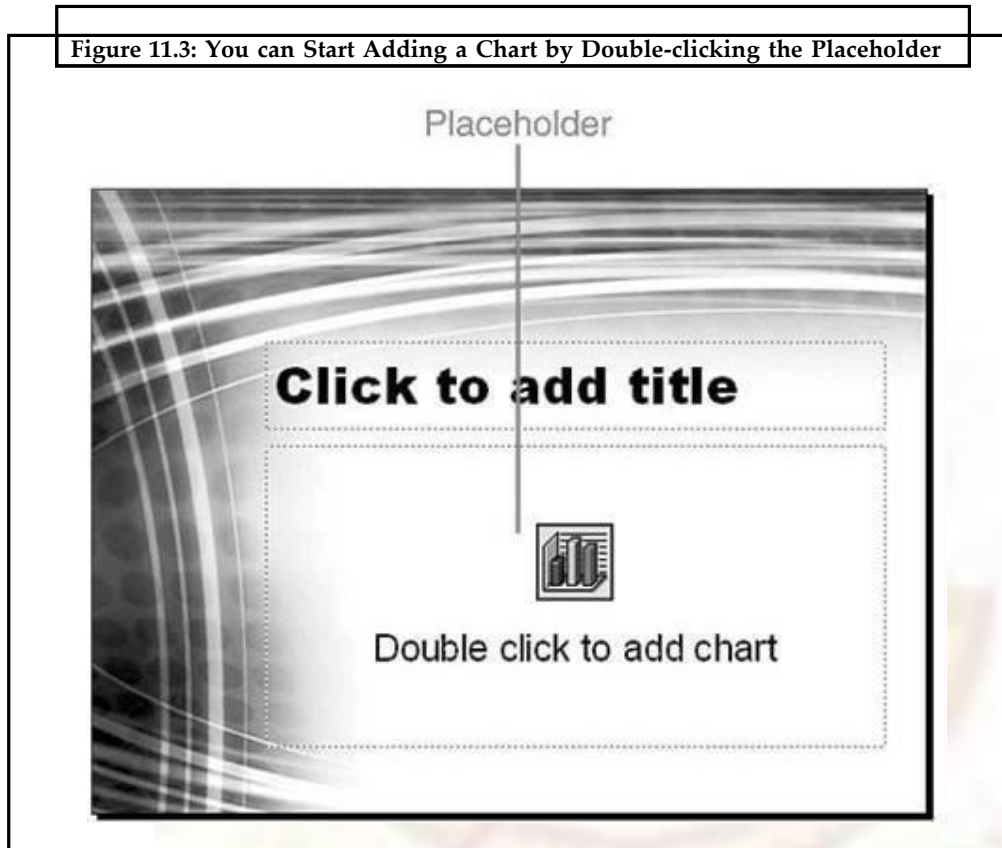 Figure 11.3: You can Start Adding a Chart by Double-clicking the Placeholder
Placeholder
Click to add title
Double click to add chart